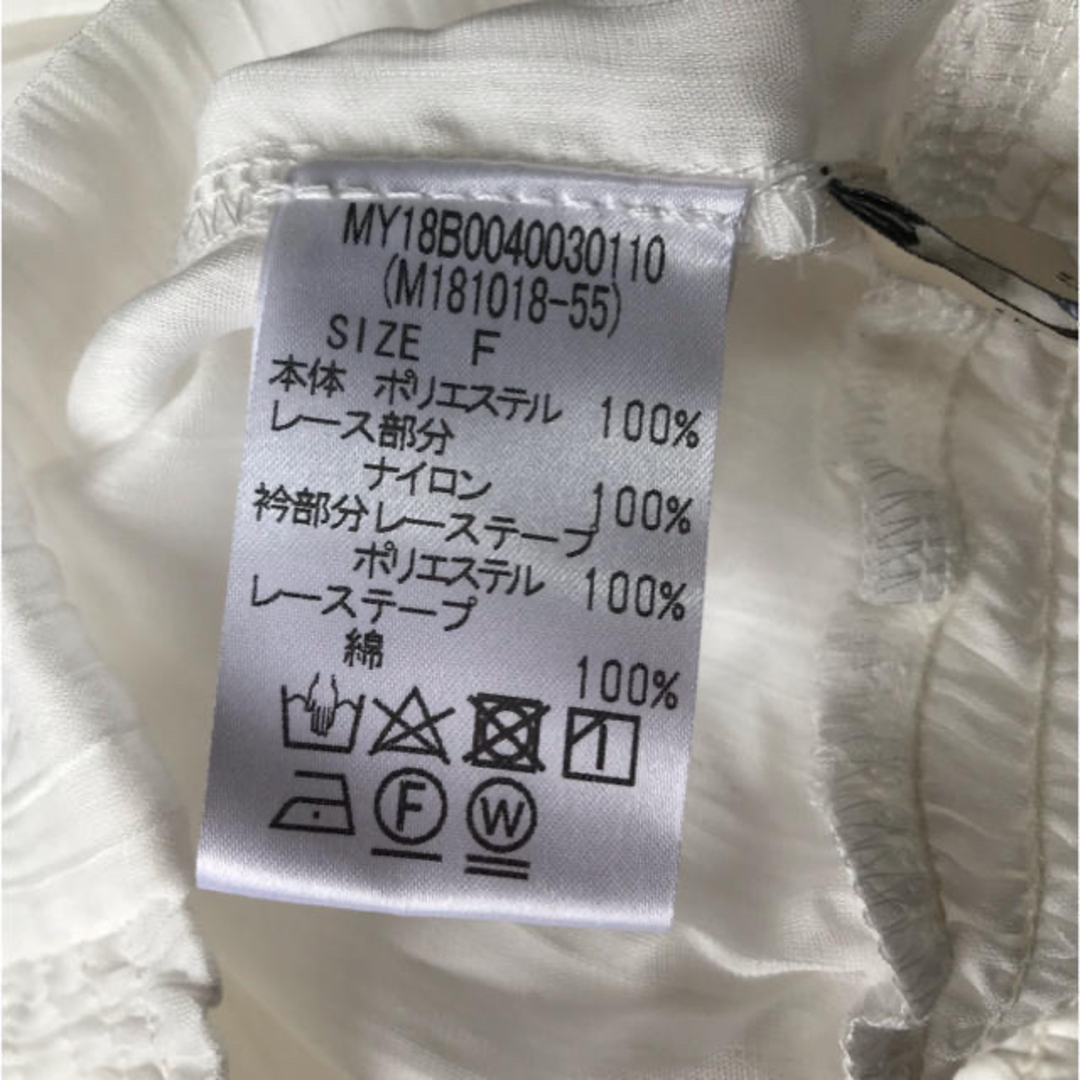 MY18B0040030110
(M181018-55)
SIZE F
本体 ポリエステル 100%
レース部分
ナイロン 100%
衿部分レーステープ
ポリエステル 100%
レーステープ
綿 100%
F W